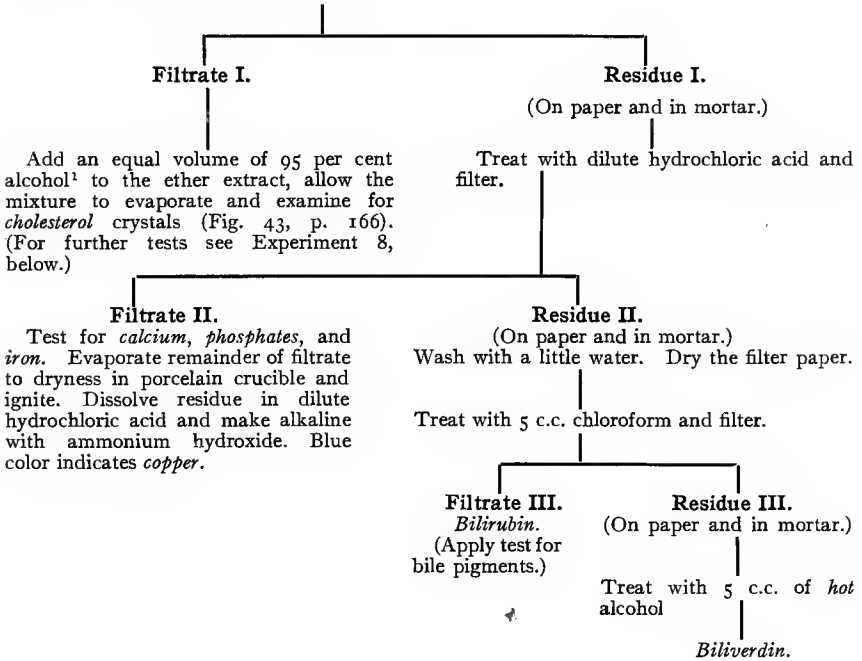 Filtrate I.
Residue I.
(On paper and in mortar.)
Add an equal volume of 95 per cent
alcohol¹ to the ether extract, allow the
mixture to evaporate and examine for
cholesterol crystals (Fig. 43, p. 166).
(For further tests see Experiment 8,
below.)
Treat with dilute hydrochloric acid and
filter.
Filtrate II.
Test for calcium, phosphates, and
iron. Evaporate remainder of filtrate
to dryness in porcelain crucible and
ignite. Dissolve residue in dilute
hydrochloric acid and make alkaline
with ammonium hydroxide. Blue
color indicates copper.
Residue II.
(On paper and in mortar.)
Wash with a little water. Dry the filter paper.
Treat with 5 c.c. chloroform and filter.
Filtrate III.
Bilirubin.
(Apply test for
bile pigments.)
Residue III.
(On paper and in mortar.)
Treat with 5 c.c. of hot
alcohol
Biliverdin.